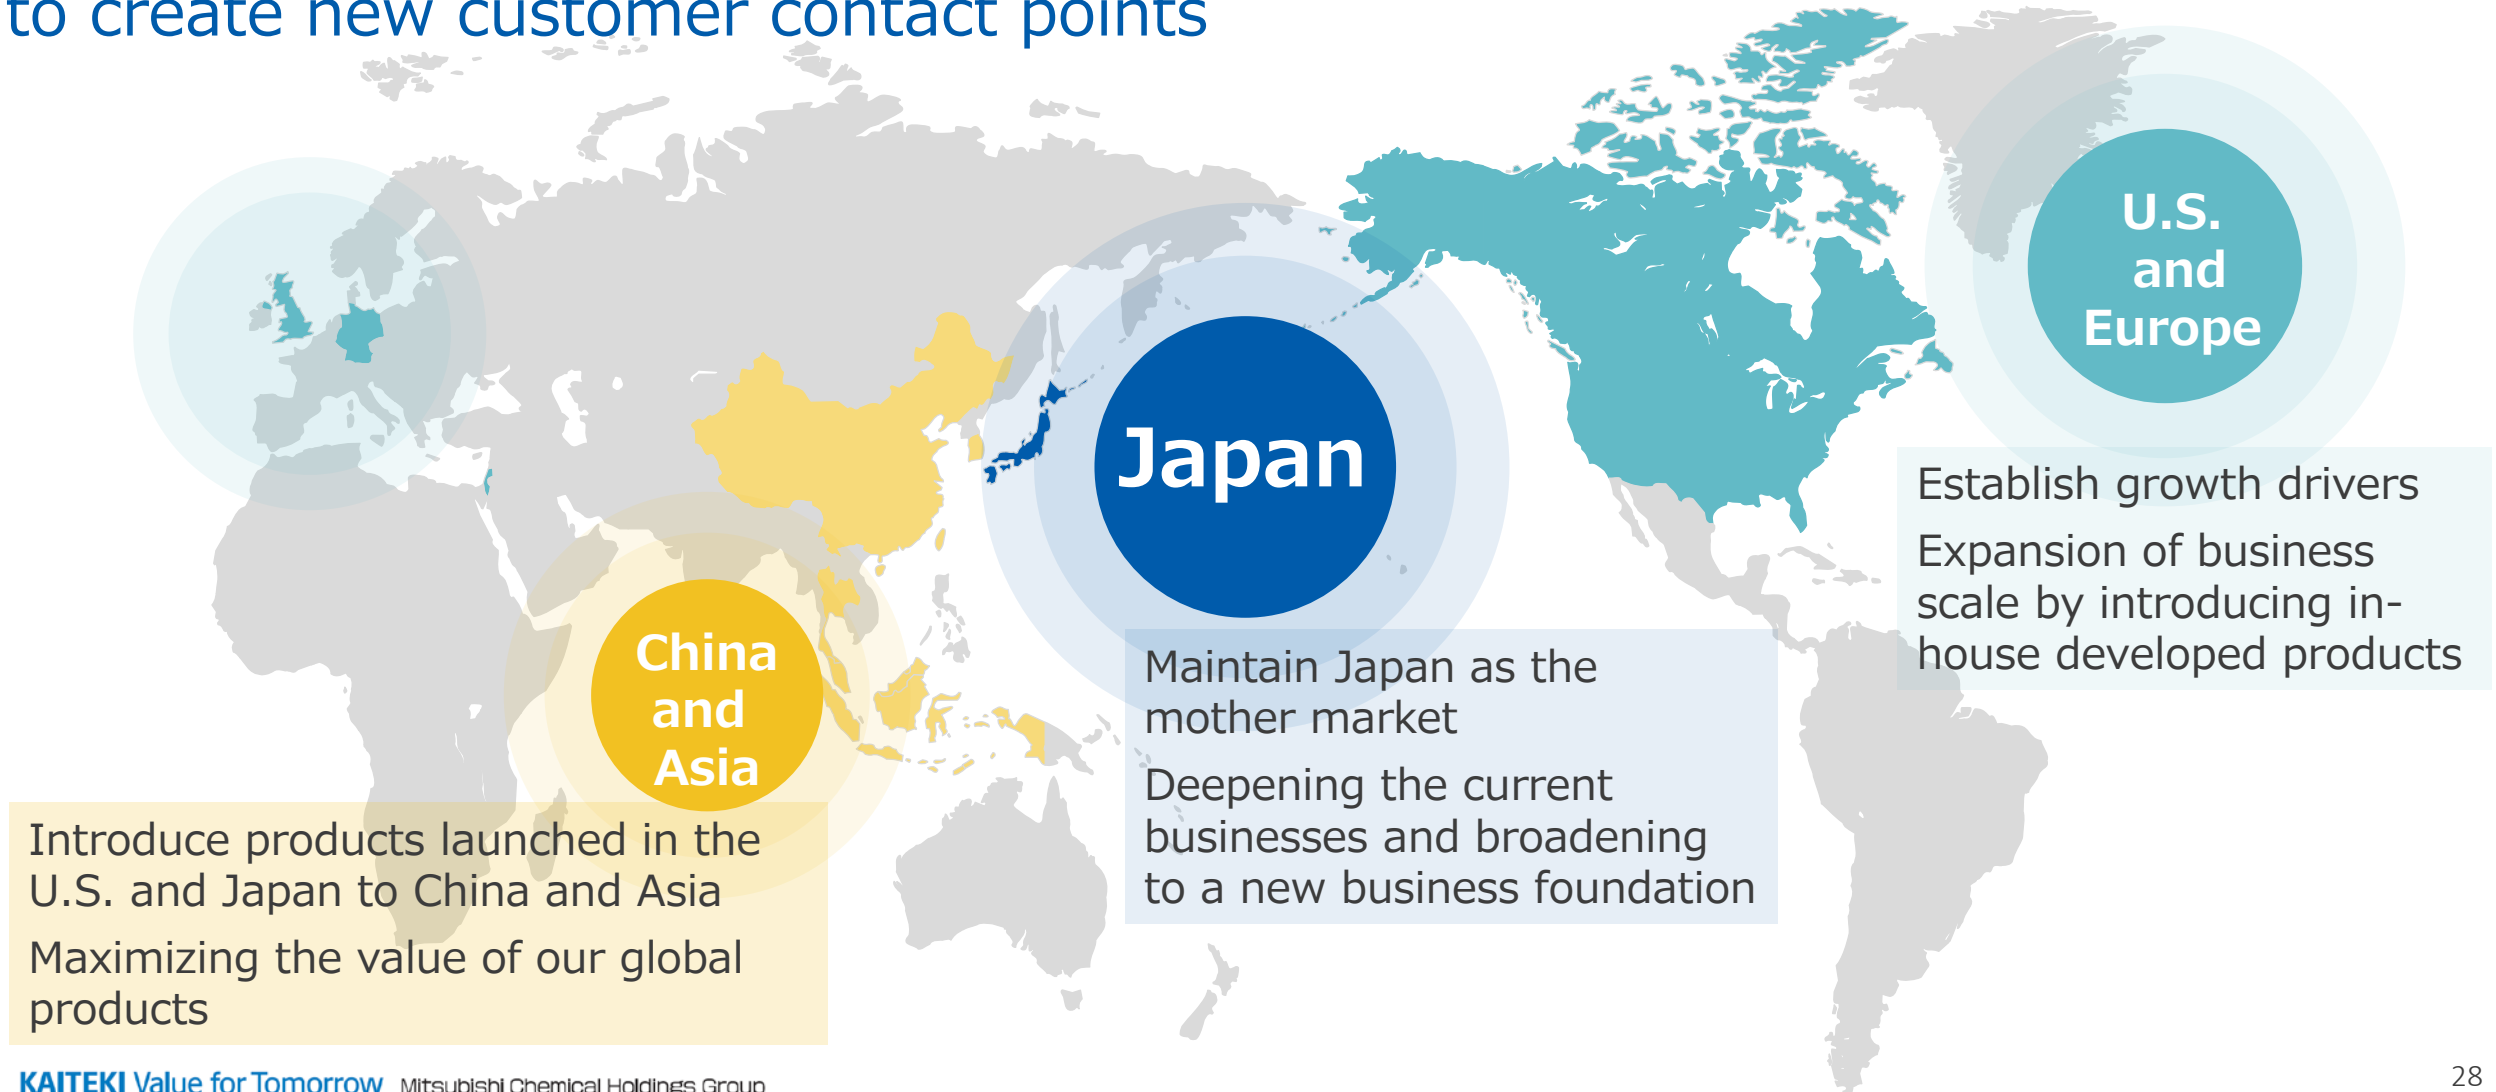 to create new customer contact points
U.S.
and
Europe
Japan
Establish growth drivers
Expansion of business
scale by introducing in-
house developed products
China
and
Asia
Maintain Japan as the
mother market
Deepening the current
businesses and broadening
to a new business foundation
Introduce products launched in the
U.S. and Japan to China and Asia
Maximizing the value of our global
products
KAITEKI Value for Tomorrow Mitsubishi Chemical Holdings Group
28